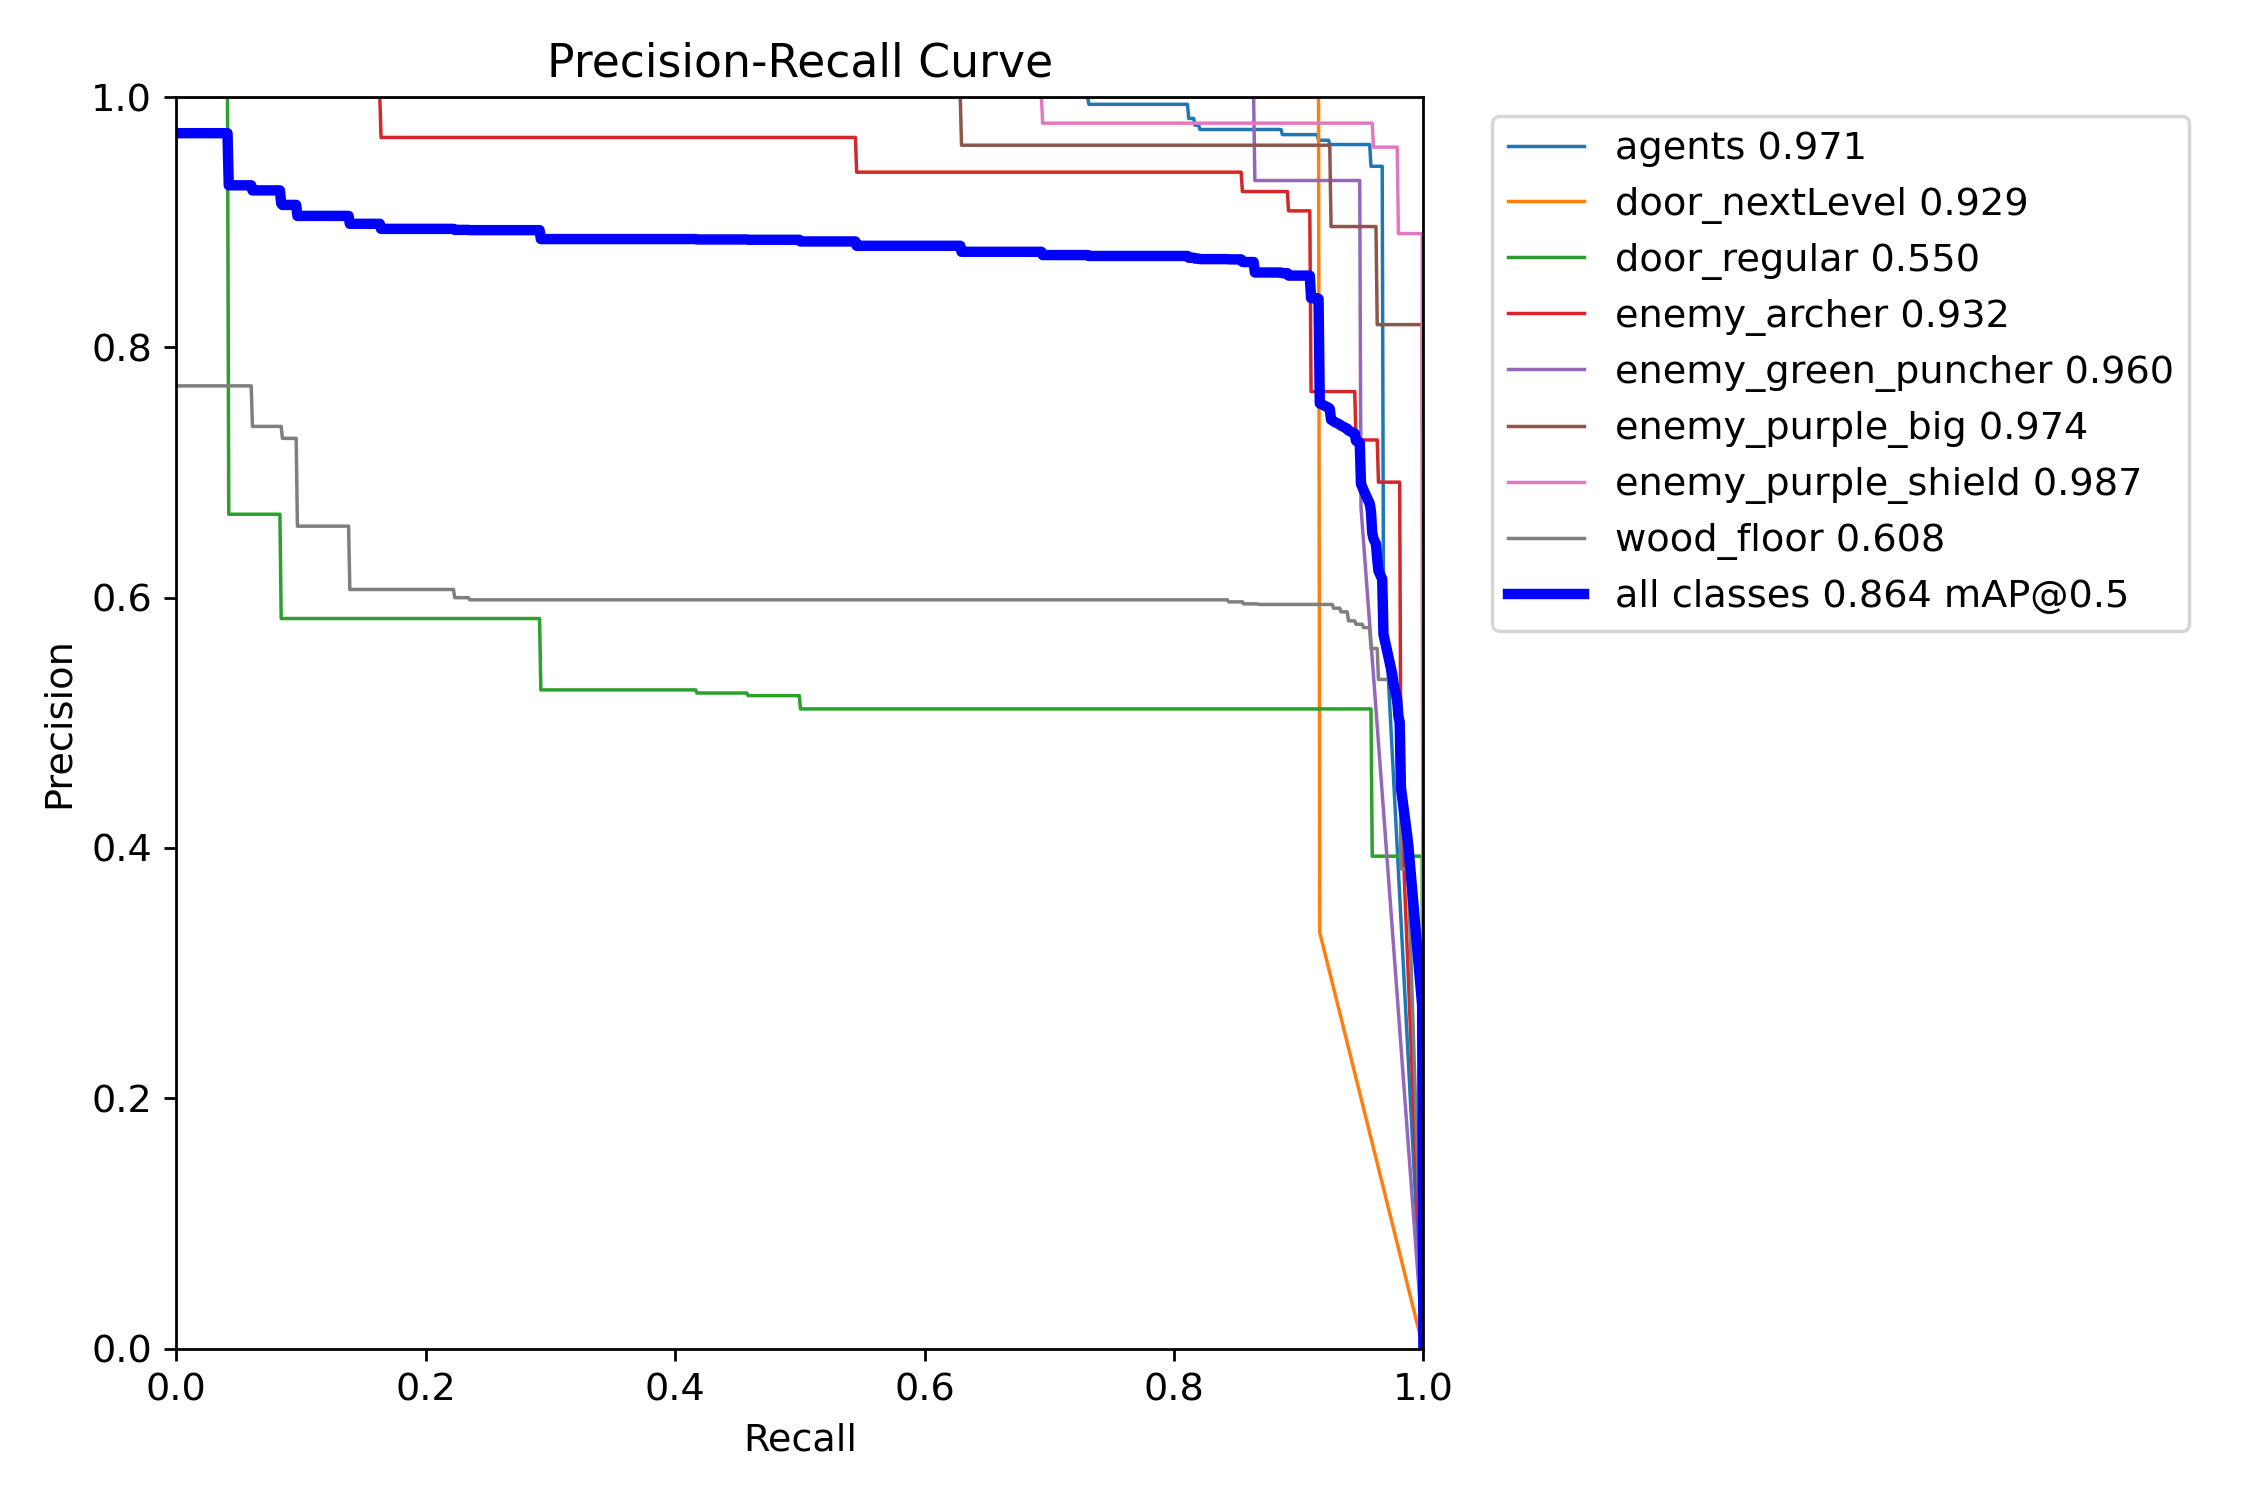 Precision-Recall Curve
1.0
0.8
0.6
0.4
0.2
0.0
Precision
0.0 0.2 0.4 0.6 0.8 1.0
Recall
agents 0.971
door_nextLevel 0.929
door_regular 0.550
enemy_archer 0.932
enemy_green_puncher 0.960
enemy_purple_big 0.974
enemy_purple_shield 0.987
wood_floor 0.608
all classes 0.864 mAP@0.5